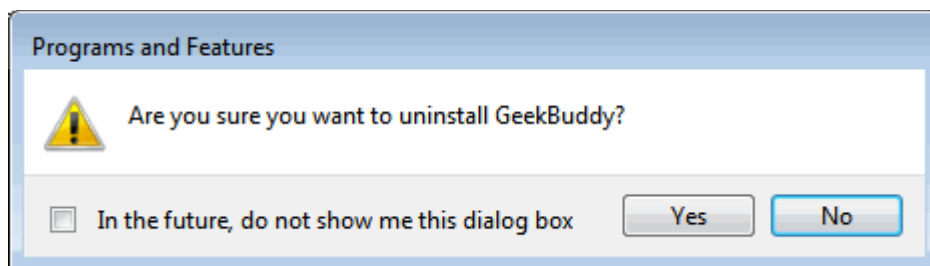 Programs and Features
Are you sure you want to uninstall GeekBuddy?
In the future, do not show me this dialog box
Yes
No